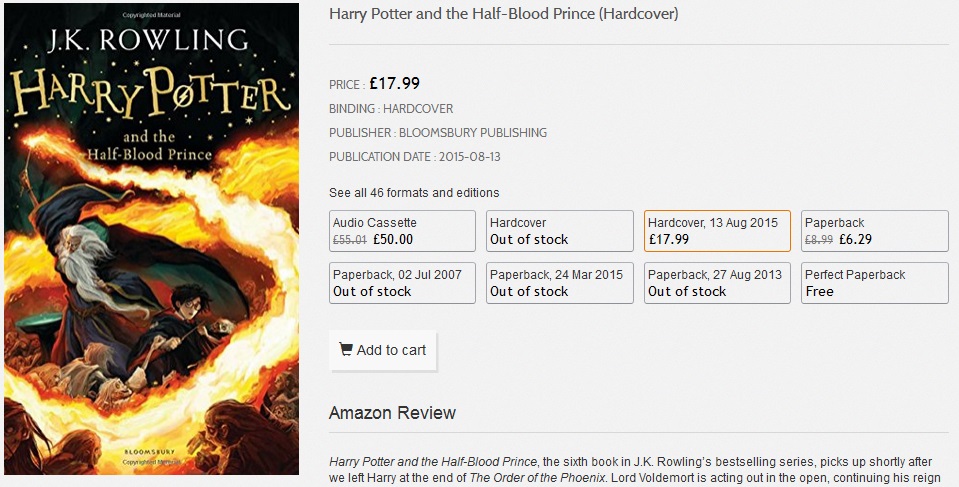 Copyrighted Material
J.K. ROWLING
HARRY POTTER
and the
Half-Blood Prince
BLOOMSBURY
Copyrighted Material
Harry Potter and the Half-Blood Prince (Hardcover)
PRICE : £17.99
BINDING : HARDCOVER
PUBLISHER : BLOOMSBURY PUBLISHING
PUBLICATION DATE : 2015-08-13
See all 46 formats and editions
Audio Cassette
£55.01 £50.00
Hardcover
Out of stock
Hardcover, 13 Aug 2015
£17.99
Paperback
£8.99 £6.29
Paperback, 02 Jul 2007
Out of stock
Paperback, 24 Mar 2015
Out of stock
Paperback, 27 Aug 2013
Out of stock
Perfect Paperback
Free
Add to cart
Amazon Review
Harry Potter and the Half-Blood Prince, the sixth book in J.K. Rowling's bestselling series, picks up shortly after
we left Harry at the end of The Order of the Phoenix. Lord Voldemort is acting out in the open, continuing his reign